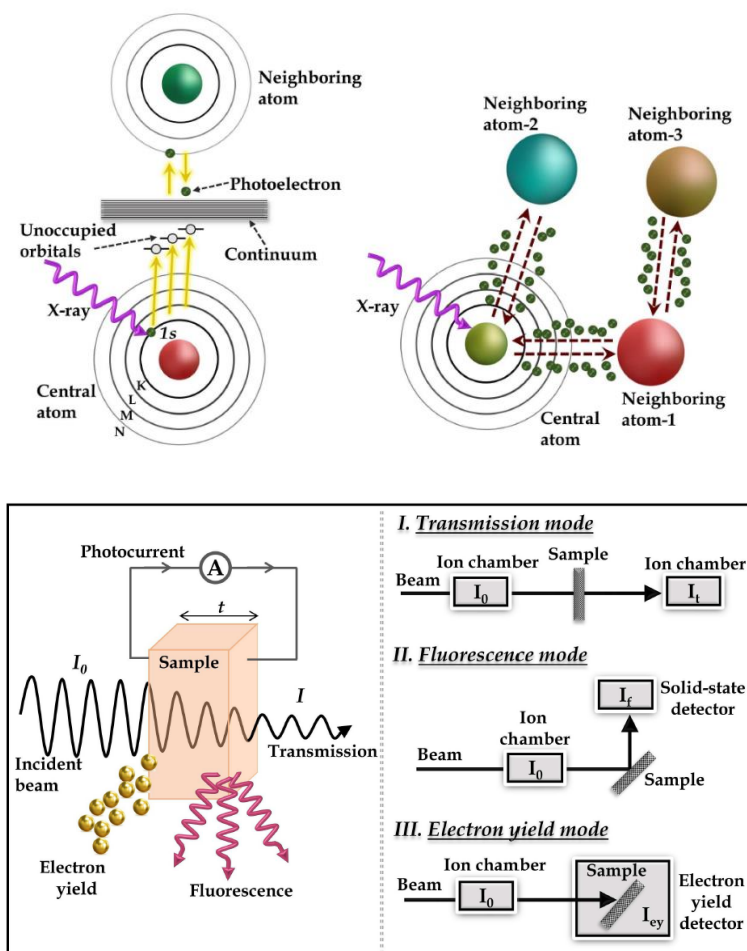 Neighboring
atom
Photoelectron
Unoccupied
orbitals
Continuum
X-ray
1s
Central
atom
K
L
M
N
Neighboring
atom-2
Neighboring
atom-3
X-ray
Central
atom
Neighboring
atom-1
Photocurrent
A
t
I0
Sample
I
Incident
beam
Transmission
Electron
yield
Fluorescence
I. Transmission mode
Sample
Ion chamber
Ion chamber
Beam
I0
It
II. Fluorescence mode
If
Solid-state
detector
Ion
chamber
Beam
I0
Sample
III. Electron yield mode
Ion chamber
Sample
Beam
I0
Iey
Electron
yield
detector